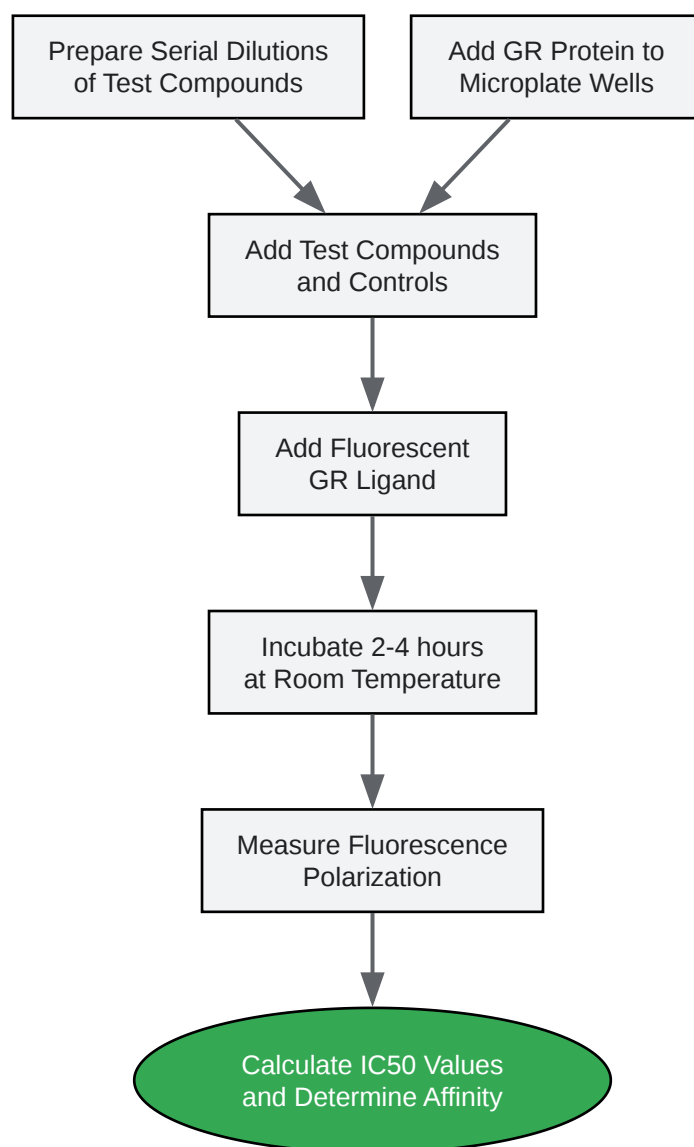 Prepare Serial Dilutions
of Test Compounds
Add GR Protein to
Microplate Wells
Add Test Compounds
and Controls
Add Fluorescent
GR Ligand
Incubate 2-4 hours
at Room Temperature
Measure Fluorescence
Polarization
Calculate IC50 Values
and Determine Affinity